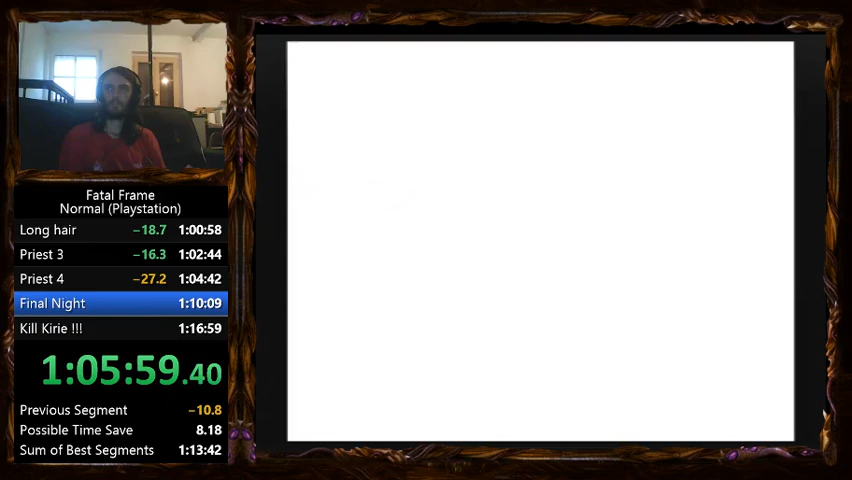 Fatal Frame
Normal (Playstation)
Long hair −18.7 1:00:58
Priest 3 −16.3 1:02:44
Priest 4 −27.2 1:04:42
Final Night 1:10:09
Kill Kirie !!! 1:16:59
1:05:59.40
Previous Segment −10.8
Possible Time Save 8.18
Sum of Best Segments 1:13:42